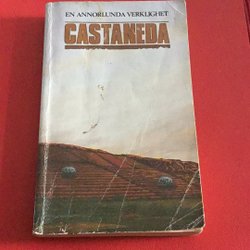 EN ANNORLUNDA VERKLIGHET
CASTANEDA